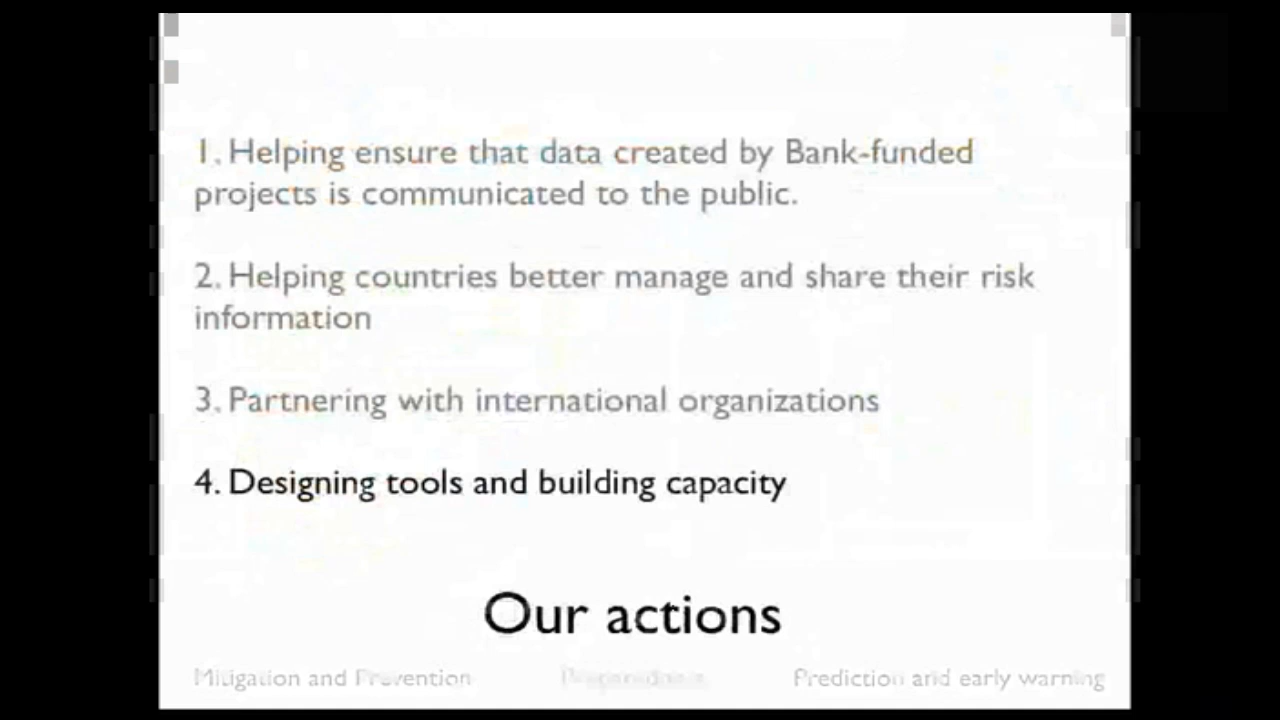 1. Helping ensure that data created by Bank-funded
projects is communicated to the public.
2. Helping countries better manage and share their risk
information
3. Partnering with international organizations
4. Designing tools and building capacity
Our actions
Mitigation and Prevention Preparedness Prediction and early warning